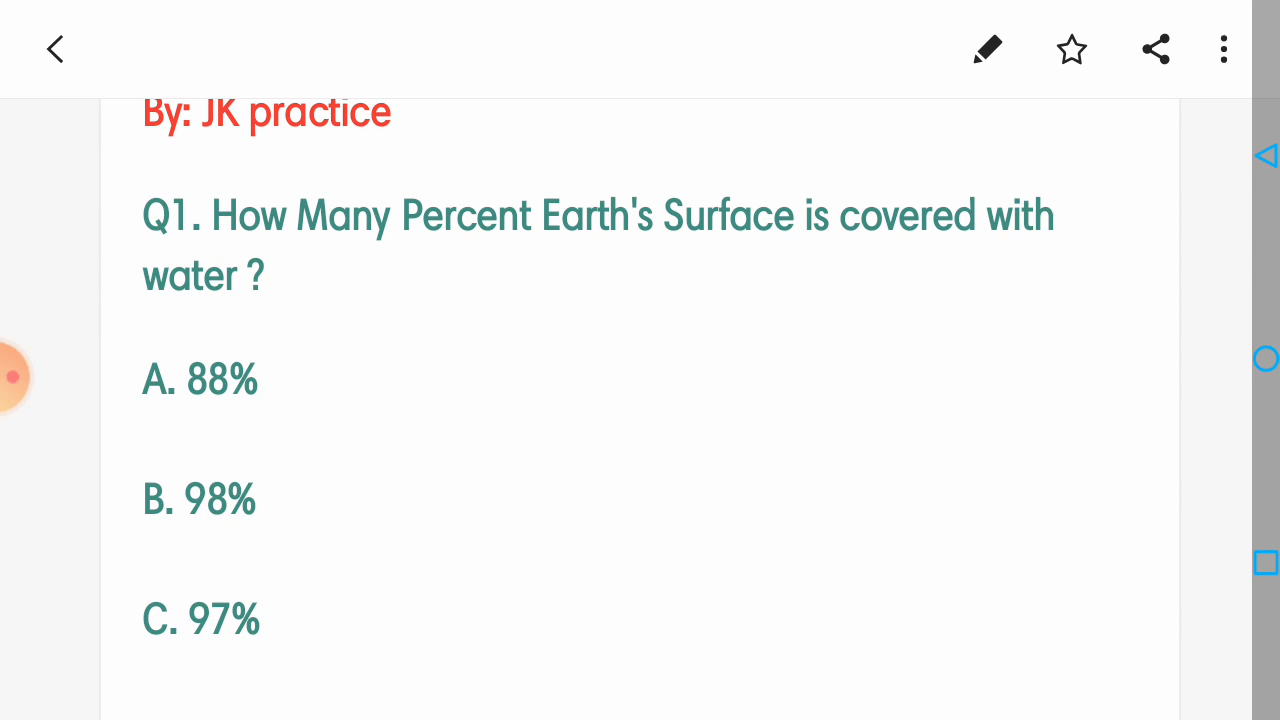 By: JK practice
Q1. How Many Percent Earth's Surface is covered with
water ?
A. 88%
B. 98%
C. 97%